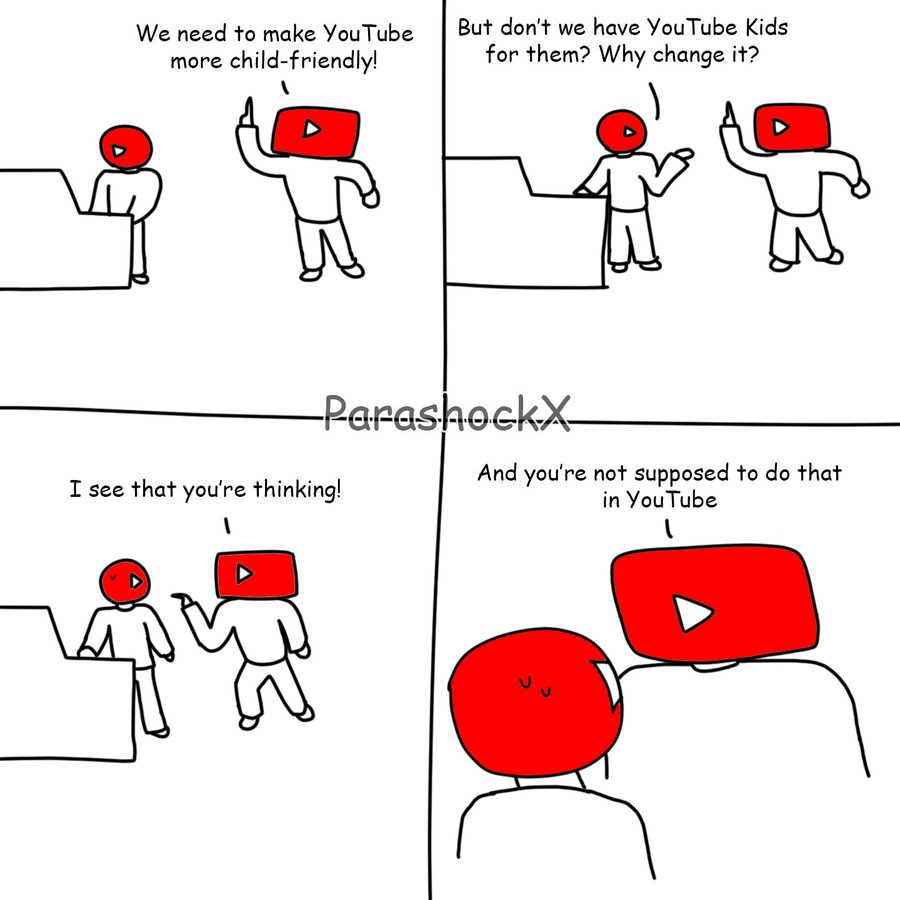 We need to make YouTube
more child-friendly!
But don't we have YouTube Kids
for them? Why change it?
ParashockX
I see that you're thinking!
And you're not supposed to do that
in YouTube